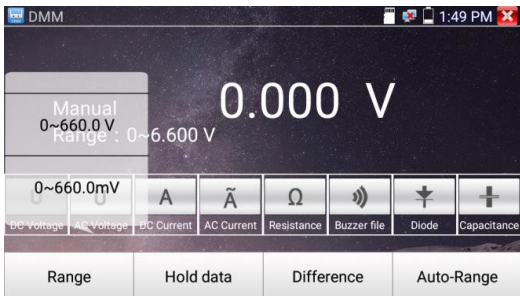 DMM
1:49 PM
0.000 V
Manual
0~660.0 V
Range : 0~6.600 V
0~660.0mV
A
Ã
Ω
DC Voltage AC Voltage DC Current AC Current Resistance Buzzer file Diode Capacitance
Range Hold data Difference Auto-Range